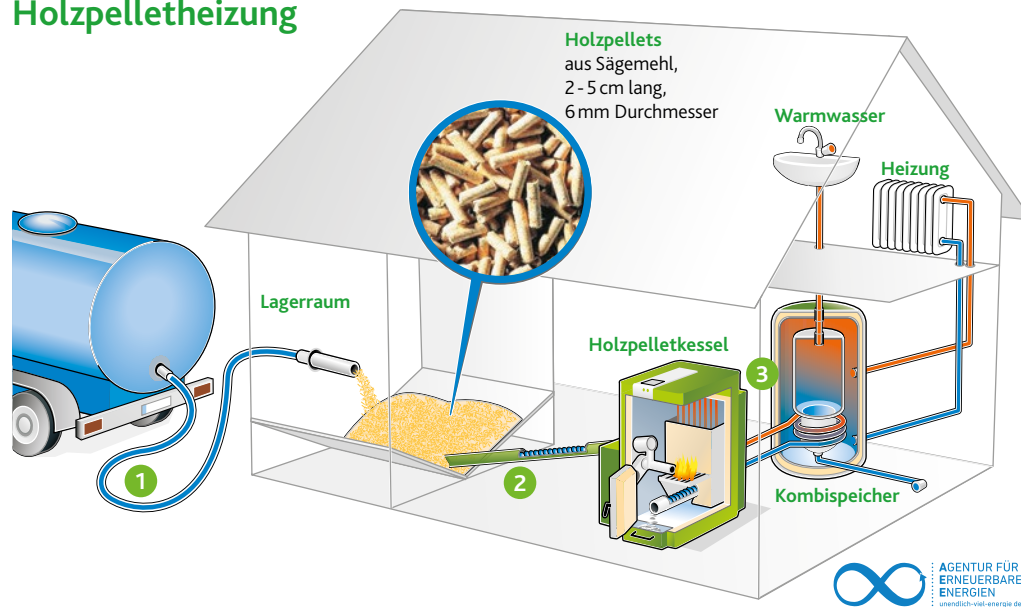 Holzpelletheizung
Holzpellets
aus Sägemehl,
2 - 5 cm lang,
6 mm Durchmesser
Warmwasser
Heizung
Lagerraum
Holzpelletkessel
3
2
1
Kombispeicher
AGENTUR FÜR
ERNEUERBARE
ENERGIEN
unendlich-viel-energie.de